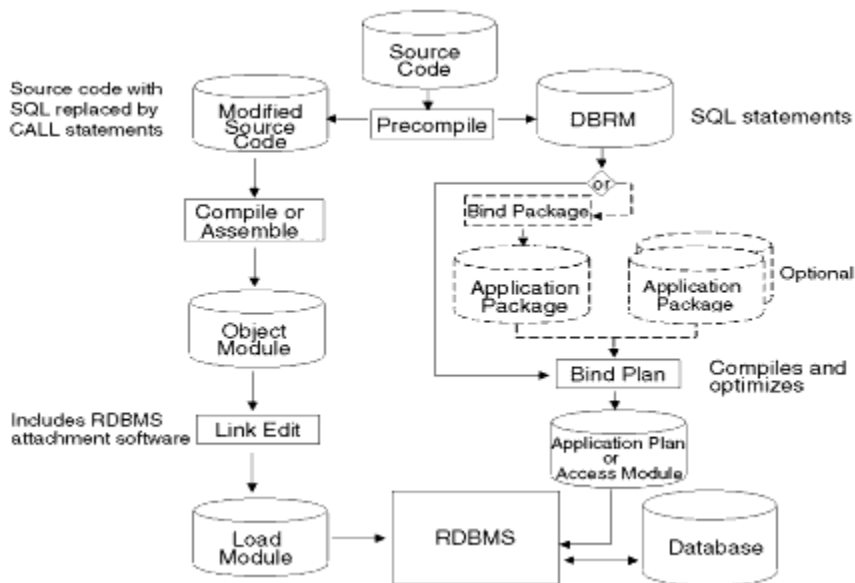 Source
Code
Source code with
SQL replaced by
CALL statements
Modified
Source
Code
Precompile
DBRM
SQL statements
or
Bind Package
Compile or
Assemble
Application
Package
Application
Package
Optional
Object
Module
Bind Plan
Compiles and
optimizes
Includes RDBMS
attachment software
Link Edit
Application Plan
or
Access Module
Load
Module
RDBMS
Database